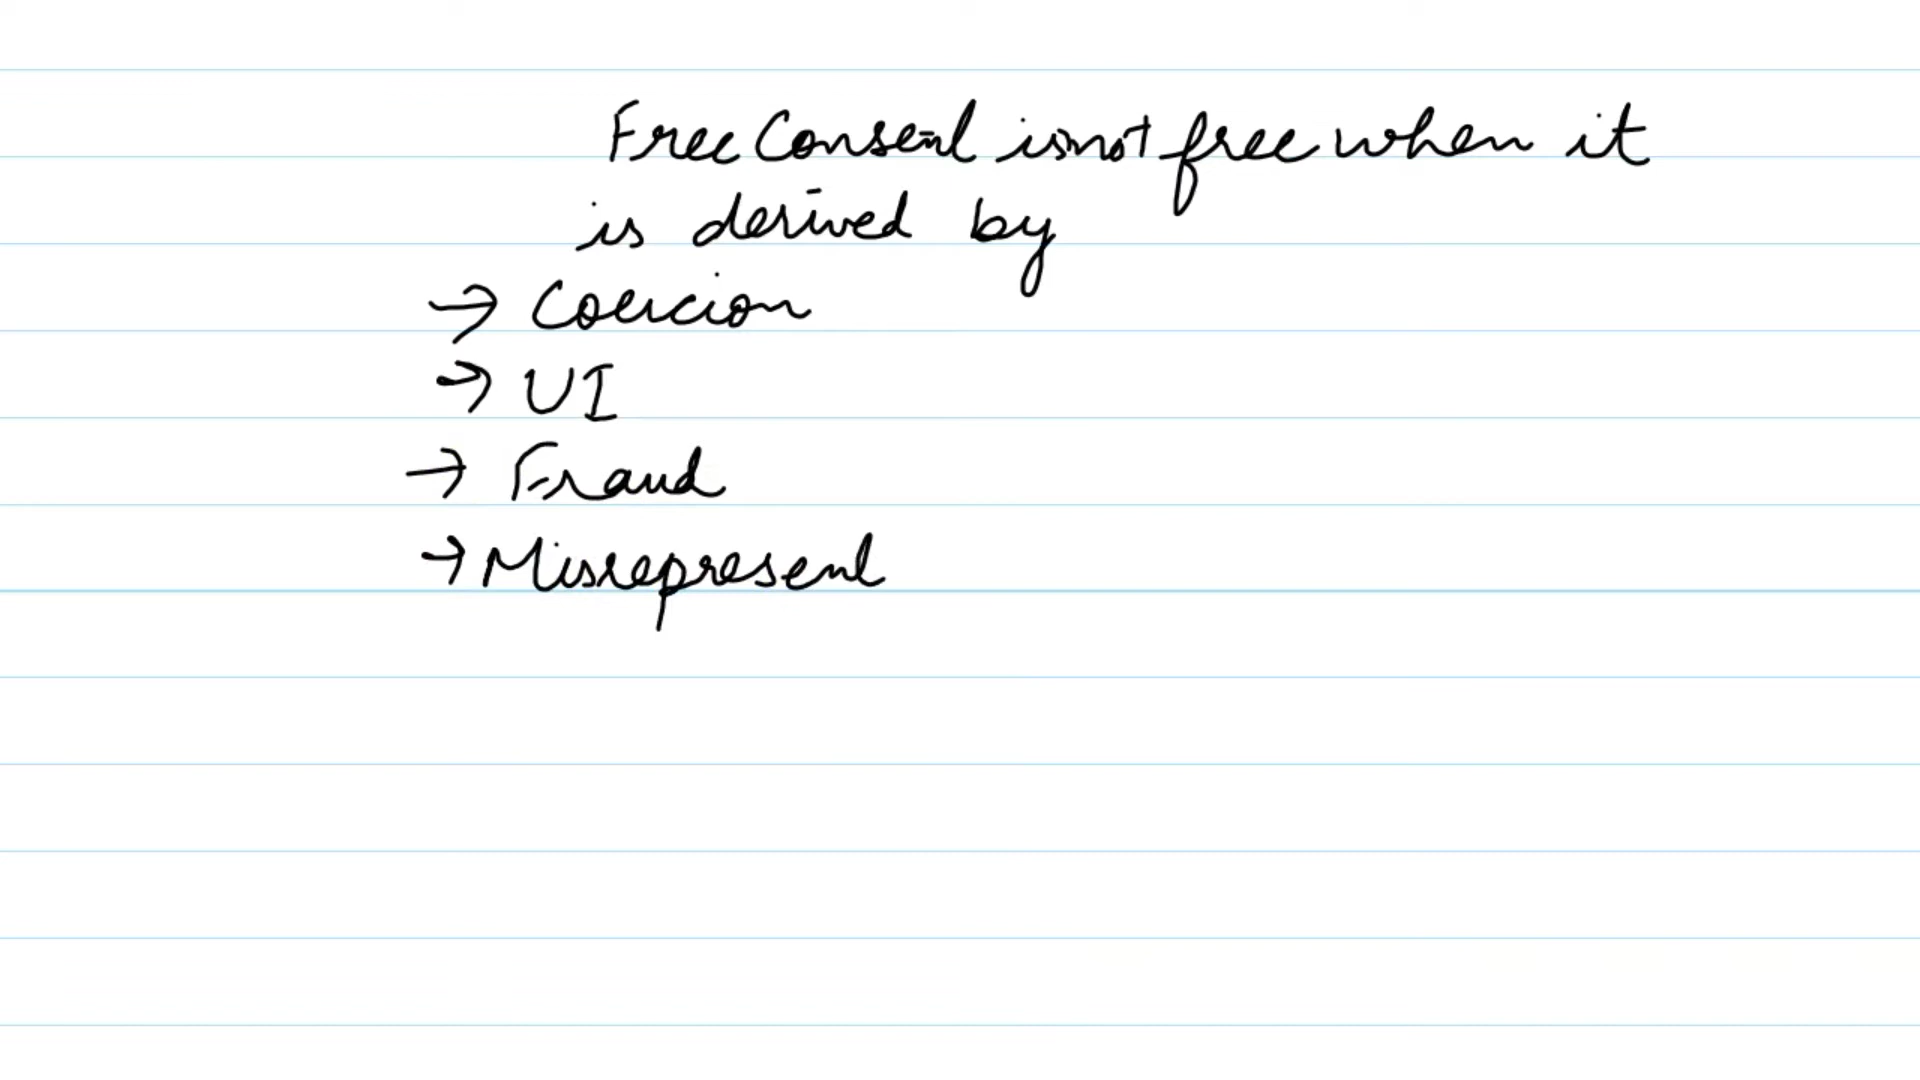 Free Consent is not free when it
is derived by
→ Coercion
→ UI
→ Fraud
→ Misrepresent